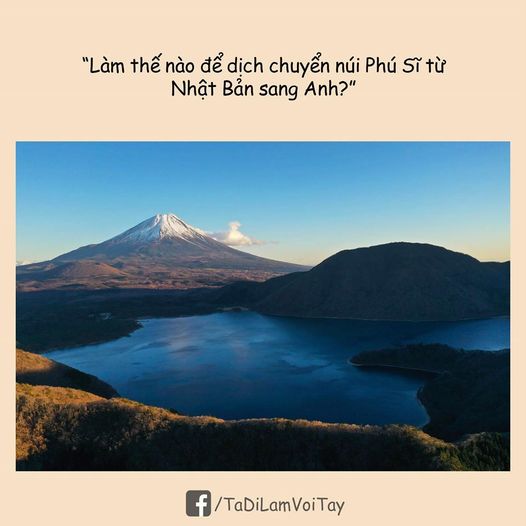 “Làm thế nào để dịch chuyển núi Phú Sĩ từ
Nhật Bản sang Anh?”
/TaDiLamVoiTay